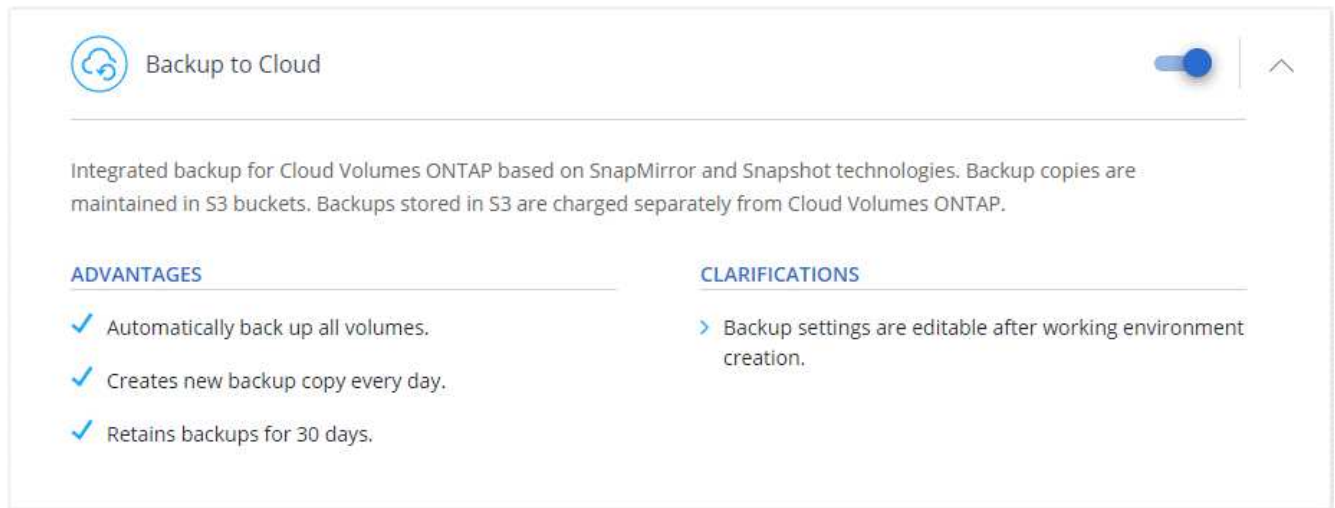 Backup to Cloud
Integrated backup for Cloud Volumes ONTAP based on SnapMirror and Snapshot technologies. Backup copies are
maintained in S3 buckets. Backups stored in S3 are charged separately from Cloud Volumes ONTAP.
ADVANTAGES
Automatically back up all volumes.
Creates new backup copy every day.
Retains backups for 30 days.
CLARIFICATIONS
Backup settings are editable after working environment
creation.